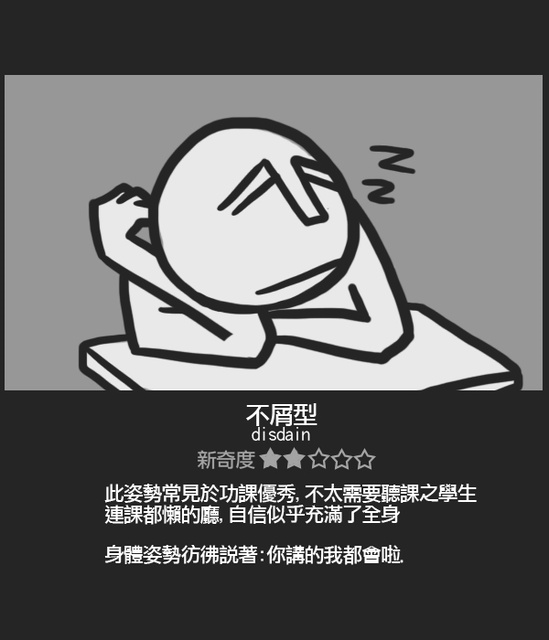 Z
Z
不屑型
disdain
新奇度 ★★☆☆☆
此姿勢常見於功課優秀, 不太需要聽課之學生
連課都懶的廳, 自信似乎充滿了全身
身體姿勢彷彿説著:你講的我都會啦.